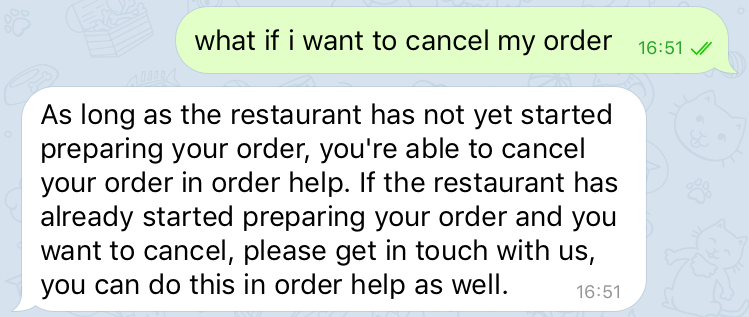 what if i want to cancel my order 16:51
As long as the restaurant has not yet started
preparing your order, you're able to cancel
your order in order help. If the restaurant has
already started preparing your order and you
want to cancel, please get in touch with us,
you can do this in order help as well. 16:51